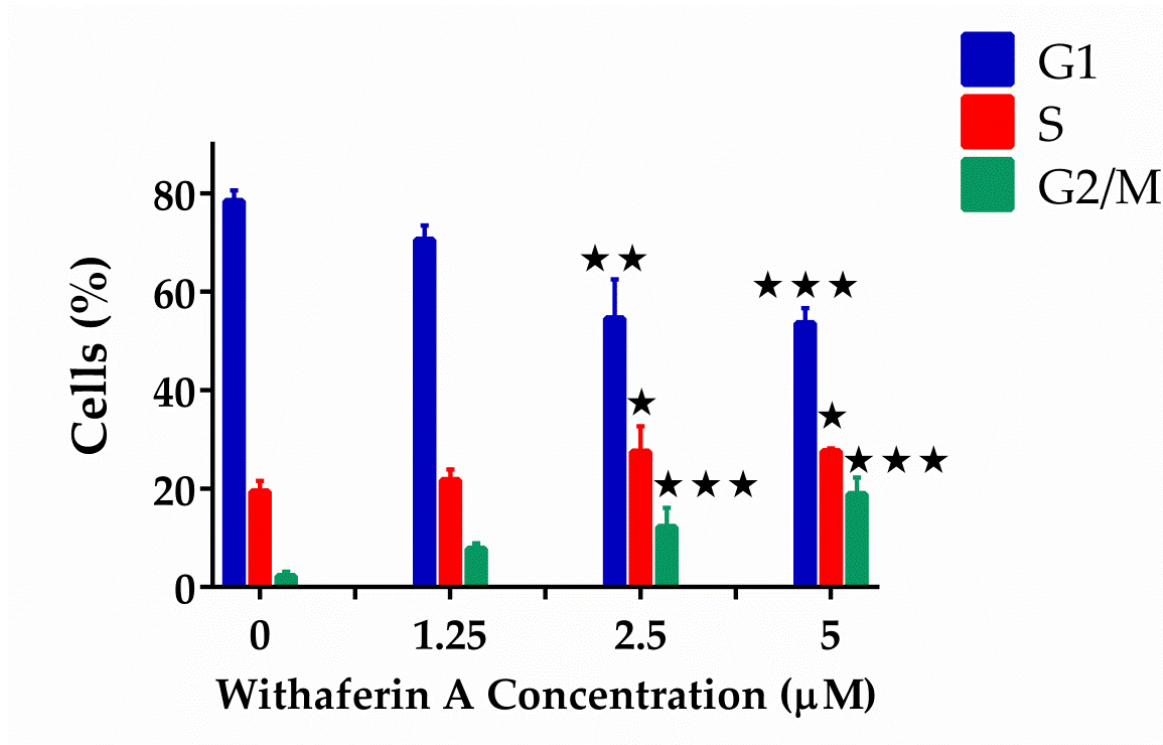 G1
S
G2/M
80
60
40
20
0
Cells (%)
★ ★
★ ★ ★
★
★
★ ★ ★
★ ★ ★
0 1.25 2.5 5
Withaferin A Concentration (μM)